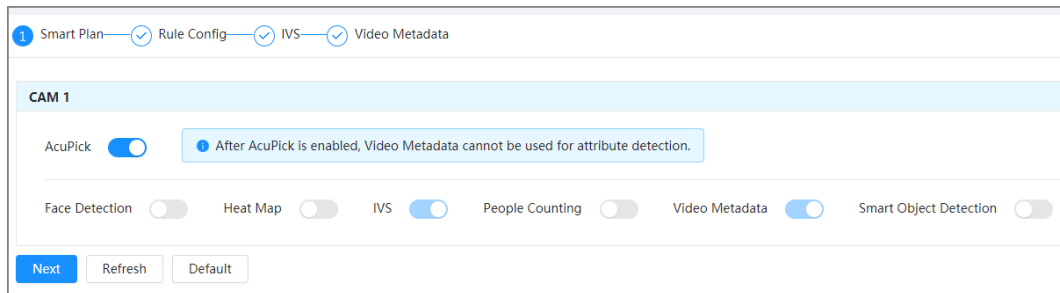 1 Smart Plan Rule Config IVS Video Metadata
CAM 1
AcuPick After AcuPick is enabled, Video Metadata cannot be used for attribute detection.
Face Detection Heat Map IVS People Counting Video Metadata Smart Object Detection
Next Refresh Default